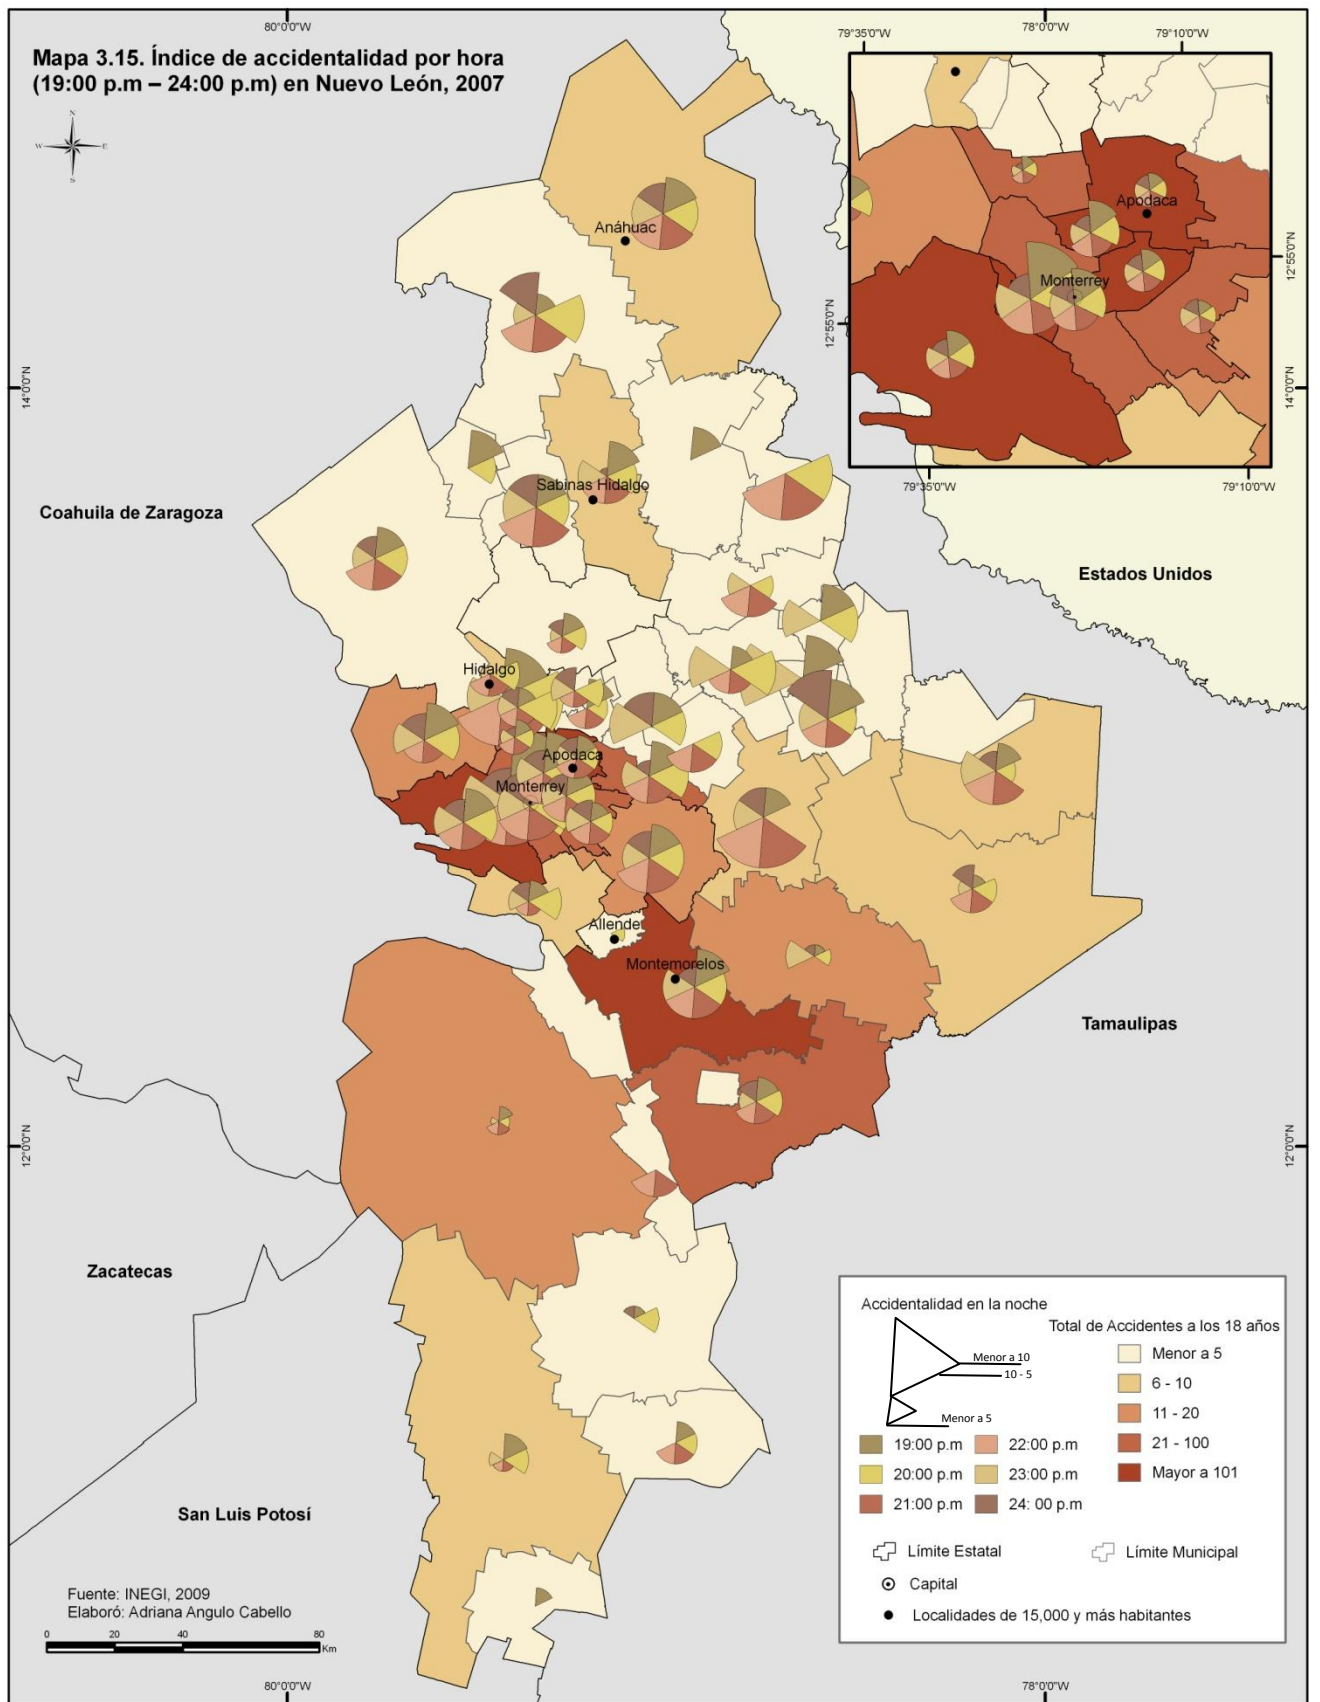 80°0'0"W
78°0'0"W
Mapa 3.15. Índice de accidentalidad por hora
(19:00 p.m – 24:00 p.m) en Nuevo León, 2007
N
W
E
S
79°35'0"W
79°10'0"W
Apodaca
Monterrey
12°55'0"N
12°55'0"N
14°0'0"N
14°0'0"N
79°35'0"W
79°10'0"W
Anáhuac
Sabinas Hidalgo
Coahuila de Zaragoza
Estados Unidos
Hidalgo
Apodaca
Monterrey
Allende
Montemorelos
Tamaulipas
12°0'0"N
12°0'0"N
Zacatecas
San Luis Potosí
Accidentalidad en la noche
Menor a 10
10 - 5
Menor a 5
19:00 p.m
22:00 p.m
20:00 p.m
23:00 p.m
21:00 p.m
24: 00 p.m
Total de Accidentes a los 18 años
Menor a 5
6 - 10
11 - 20
21 - 100
Mayor a 101
Límite Estatal
Límite Municipal
Capital
Localidades de 15,000 y más habitantes
Fuente: INEGI, 2009
Elaboró: Adriana Angulo Cabello
0 20 40 80
Km
80°0'0"W
78°0'0"W